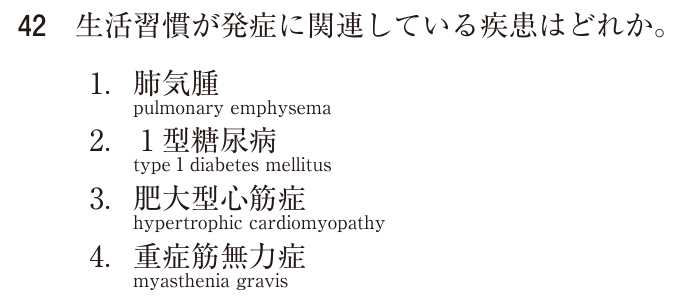 42 生活習慣が発症に関連している疾患はどれか。
1. 肺気腫
pulmonary emphysema
2. １型糖尿病
type 1 diabetes mellitus
3. 肥大型心筋症
hypertrophic cardiomyopathy
4. 重症筋無力症
myasthenia gravis